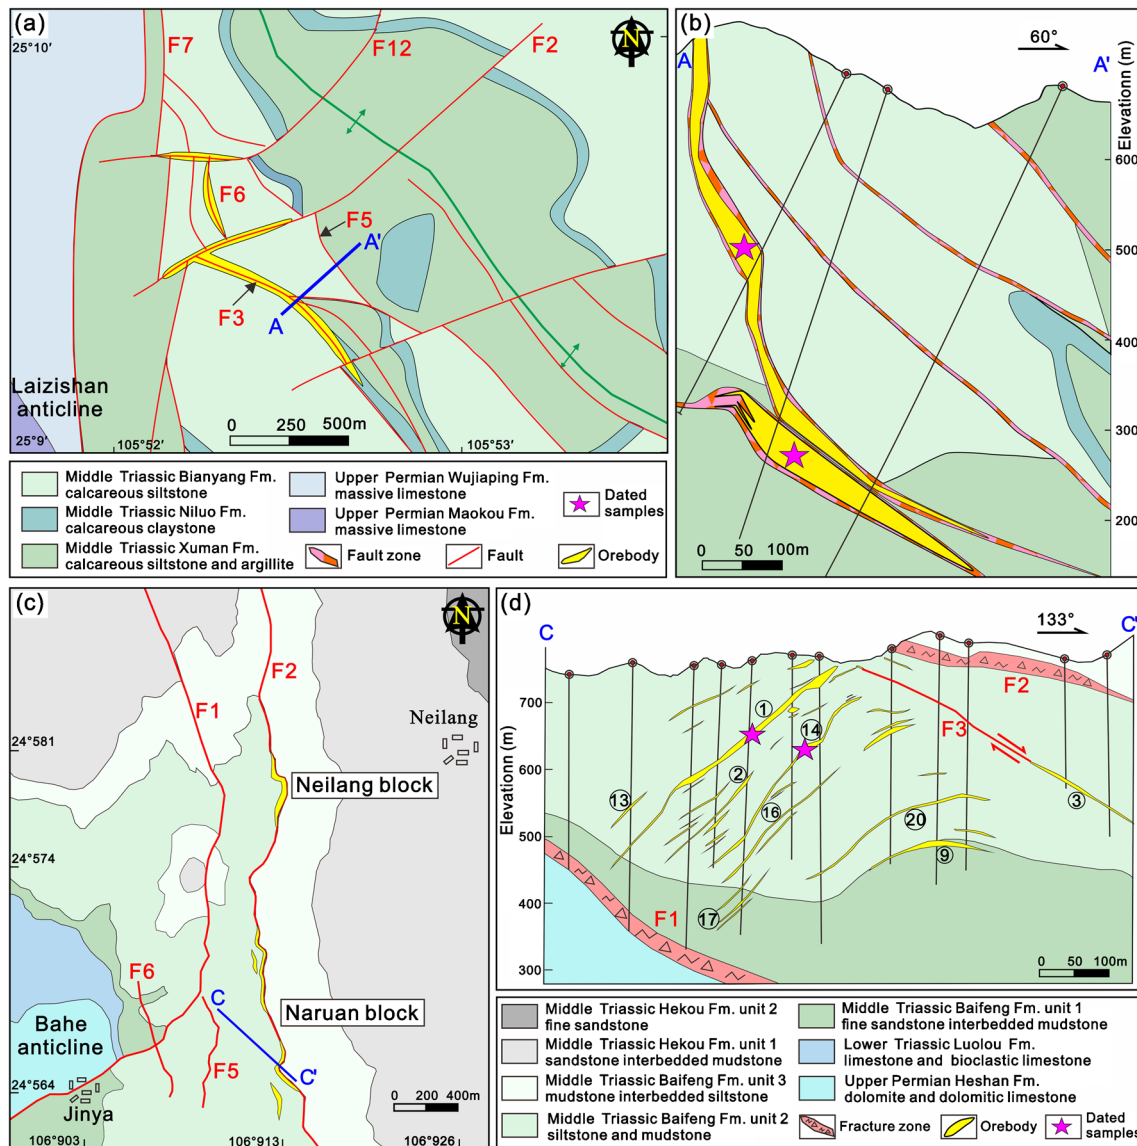 (a)
25°10′
F7
F12
F2
N
F6
F5
A'
F3
A
Laizishan
anticline
0 250 500m
25°9′
105°52′
105°53′
(b)
60°
A
A'
Elevationn (m)
600
500
400
300
200
0 50 100m
Middle Triassic Bianyang Fm.
calcareous siltstone
Middle Triassic Niluo Fm.
calcareous claystone
Middle Triassic Xuman Fm.
calcareous siltstone and argillite
Upper Permian Wujiaping Fm.
massive limestone
Upper Permian Maokou Fm.
massive limestone
Dated
samples
Fault zone
Fault
Orebody
(c)
N
F2
F1
Neilang
24°581
Neilang block
24°574
F6
C
Naruan block
Bahe
anticline
F5
C'
24°564
Jinya
0 200 400m
106°903
106°913
106°926
(d)
C
133°
C'
Elevationn (m)
700
600
500
400
300
F2
①
F3
⑭
②
⑬
⑯
③
⑳
⑨
F1
⑰
0 50 100m
Middle Triassic Hekou Fm. unit 2
fine sandstone
Middle Triassic Hekou Fm. unit 1
sandstone interbedded mudstone
Middle Triassic Baifeng Fm. unit 3
mudstone interbedded siltstone
Middle Triassic Baifeng Fm. unit 2
siltstone and mudstone
Middle Triassic Baifeng Fm. unit 1
fine sandstone interbedded mudstone
Lower Triassic Luolou Fm.
limestone and bioclastic limestone
Upper Permian Heshan Fm.
dolomite and dolomitic limestone
Fracture zone
Orebody
Dated
samples